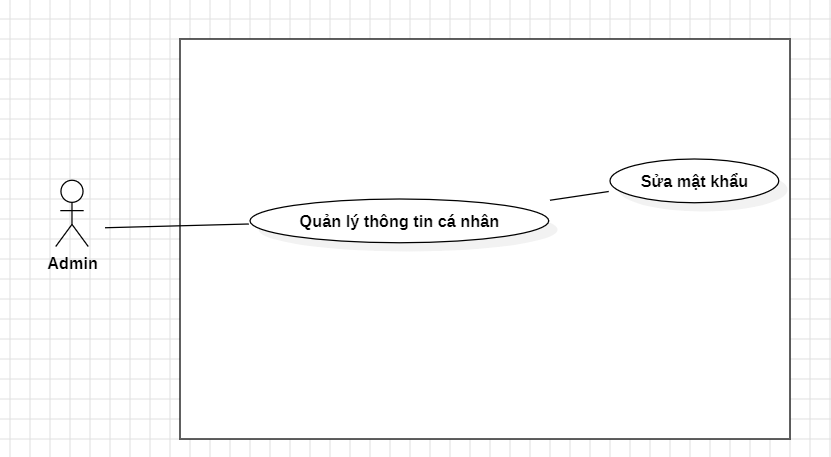 Sửa mật khẩu
Quản lý thông tin cá nhân
Admin